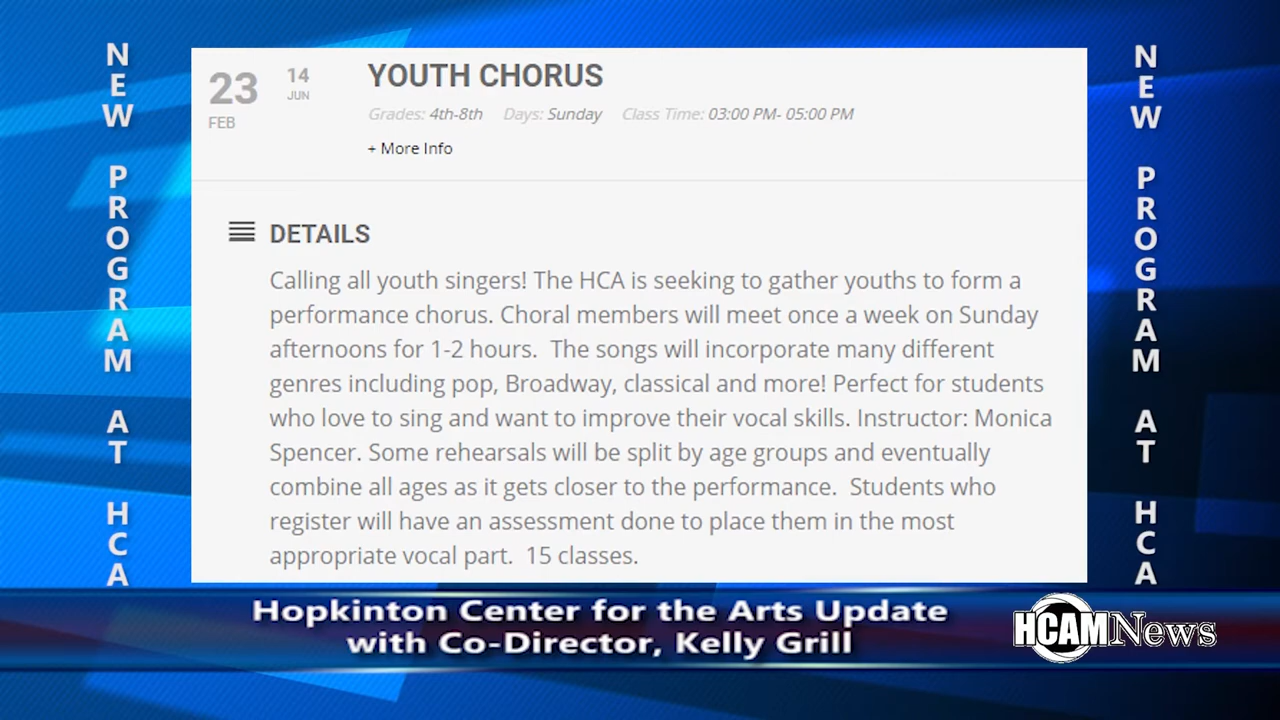 NEW PROGRAM AT HCA
23
FEB
14
JUN
YOUTH CHORUS
Grades: 4th-8th Days: Sunday Class Time: 03:00 PM- 05:00 PM
+ More Info
DETAILS
Calling all youth singers! The HCA is seeking to gather youths to form a
performance chorus. Choral members will meet once a week on Sunday
afternoons for 1-2 hours.  The songs will incorporate many different
genres including pop, Broadway, classical and more! Perfect for students
who love to sing and want to improve their vocal skills. Instructor: Monica
Spencer. Some rehearsals will be split by age groups and eventually
combine all ages as it gets closer to the performance.  Students who
register will have an assessment done to place them in the most
appropriate vocal part.  15 classes.
NEW PROGRAM AT HCA
Hopkinton Center for the Arts Update
with Co-Director, Kelly Grill
HCAM News